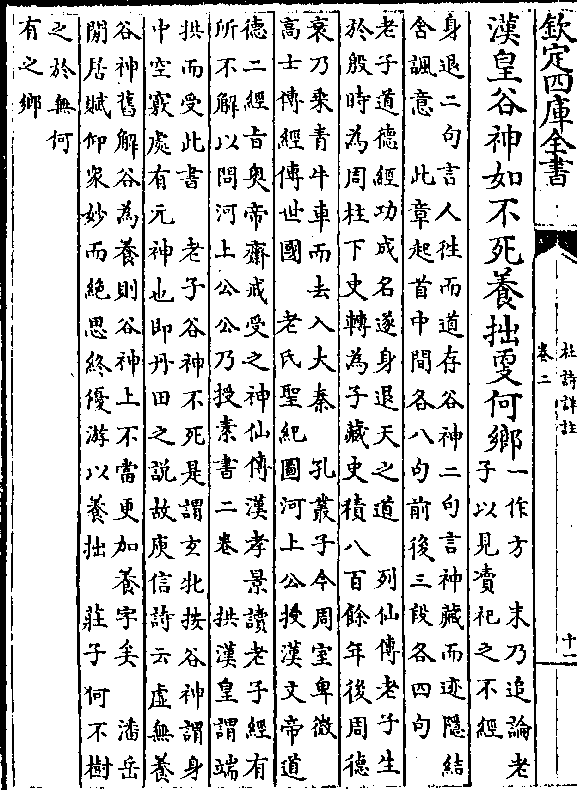 欽定四庫全書
杜詩詳註
卷二
十一
漢皇谷神如不死養拙更何鄉
一作方 末乃追論老
子以見瀆祀之不經
身退二句言人徃而道存谷神二句言神藏而迹隱結
含諷意 此章起首中間各八句前後三段各四句
老子道德經功成名遂身退天之道 列仙傳老子生
於殷時為周柱下史轉為守藏史積八百餘年後周德
衰乃乗青牛車而去入大秦 孔叢子今周室卑微
高士傳經傳世國 老氏聖紀圖河上公授漢文帝道
德二經旨奥帝齋戒受之神仙傳漢孝景讀老子經有
所不解以問河上公公乃授素書二卷 拱漢皇謂端
拱而受此書 老子谷神不死是謂玄牝按谷神謂身
中空竅處有元神也即丹田之説故庾信詩云虛無養
谷神舊解谷為養則谷神上不當更加養字矣 潘岳
閒居賦仰衆妙而絶思終優游以養拙 莊子何不樹
之於無何
有之鄉